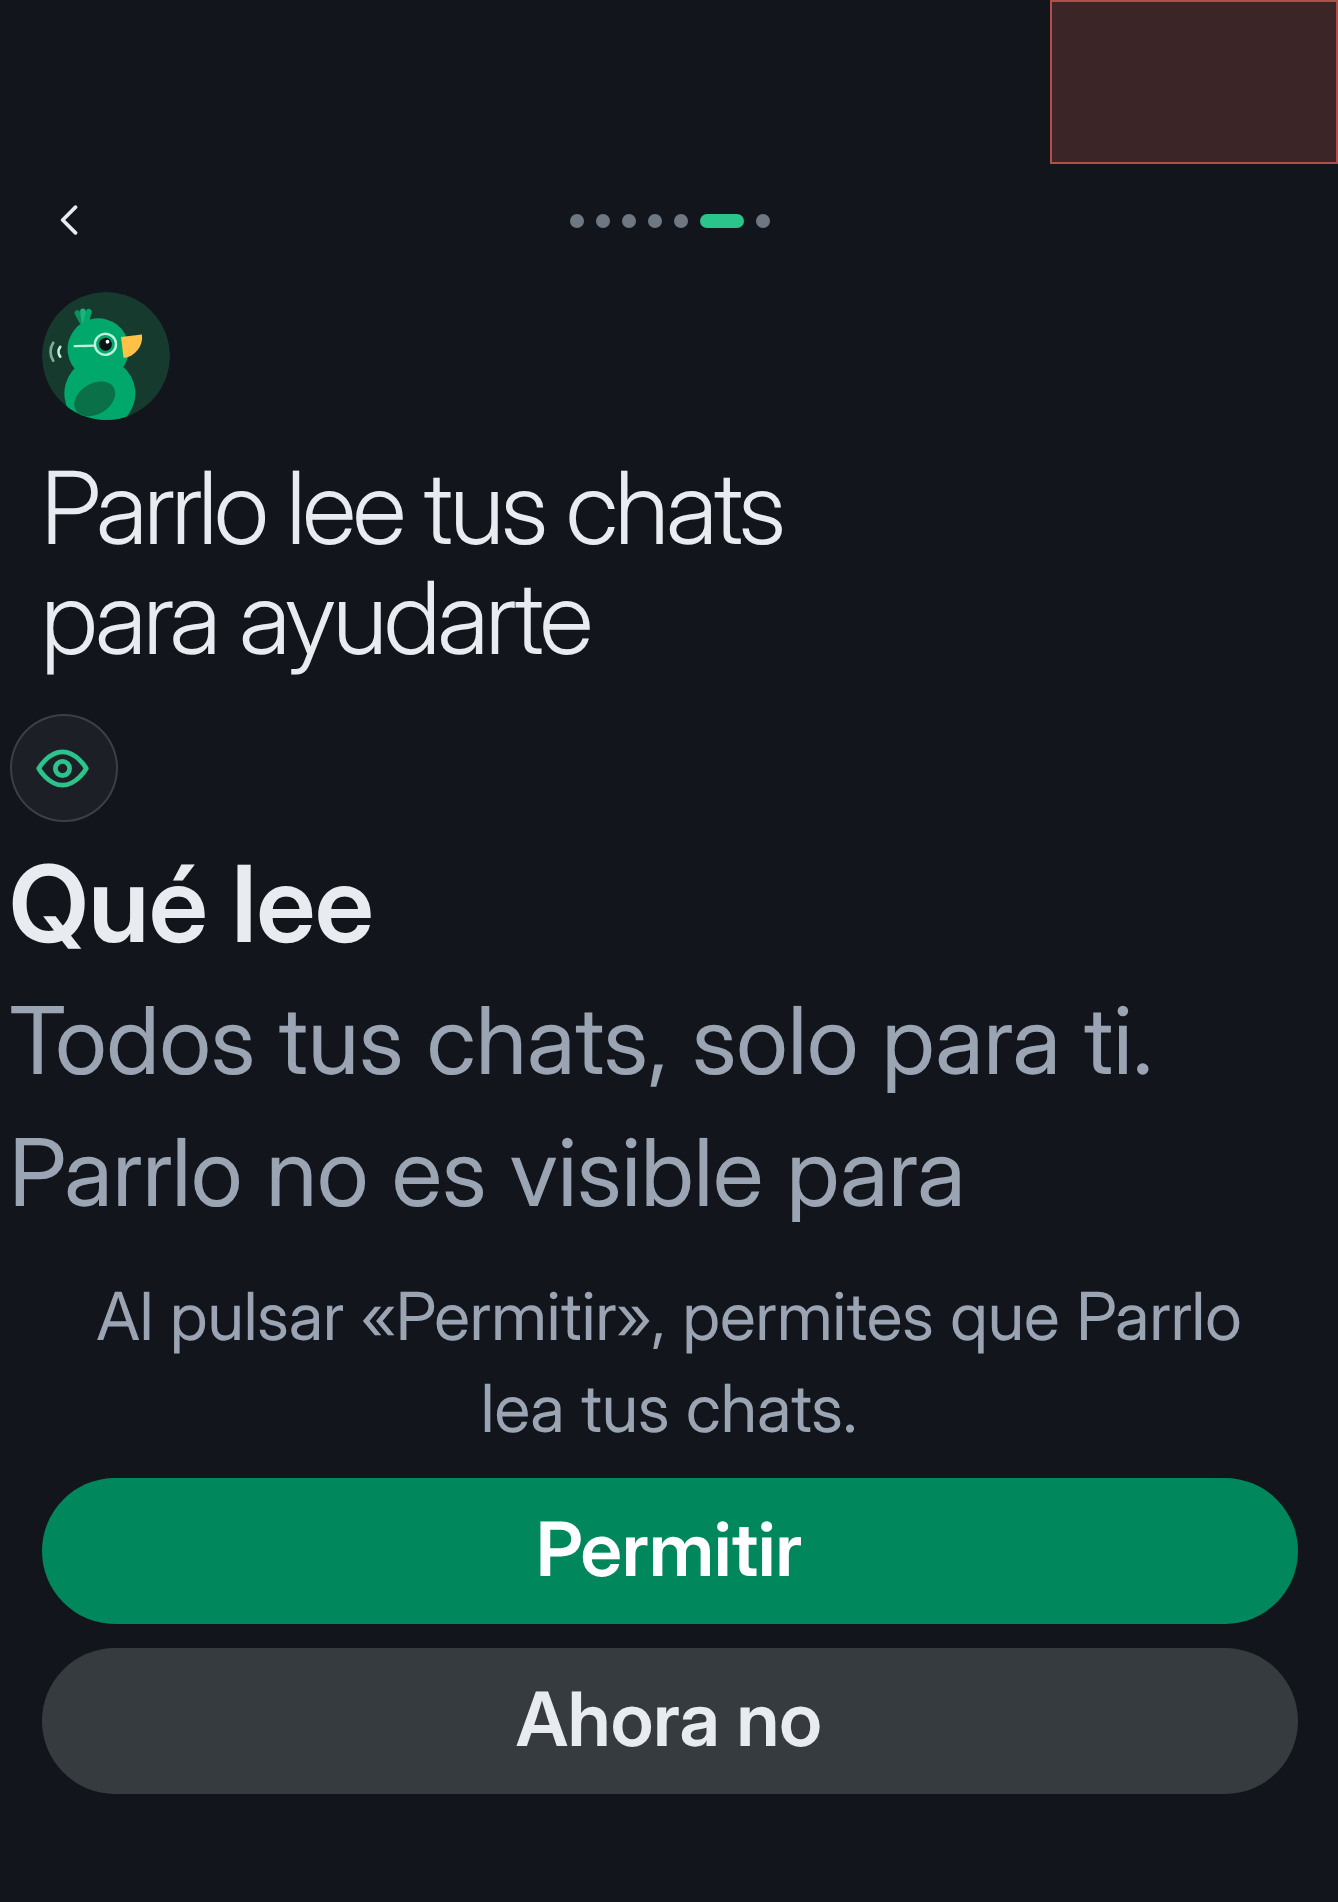 Parrlo lee tus chats
para ayudarte
Qué lee
Todos tus chats, solo para ti.
Parrlo no es visible para
Al pulsar «Permitir», permites que Parrlo
lea tus chats.
Permitir
Ahora no